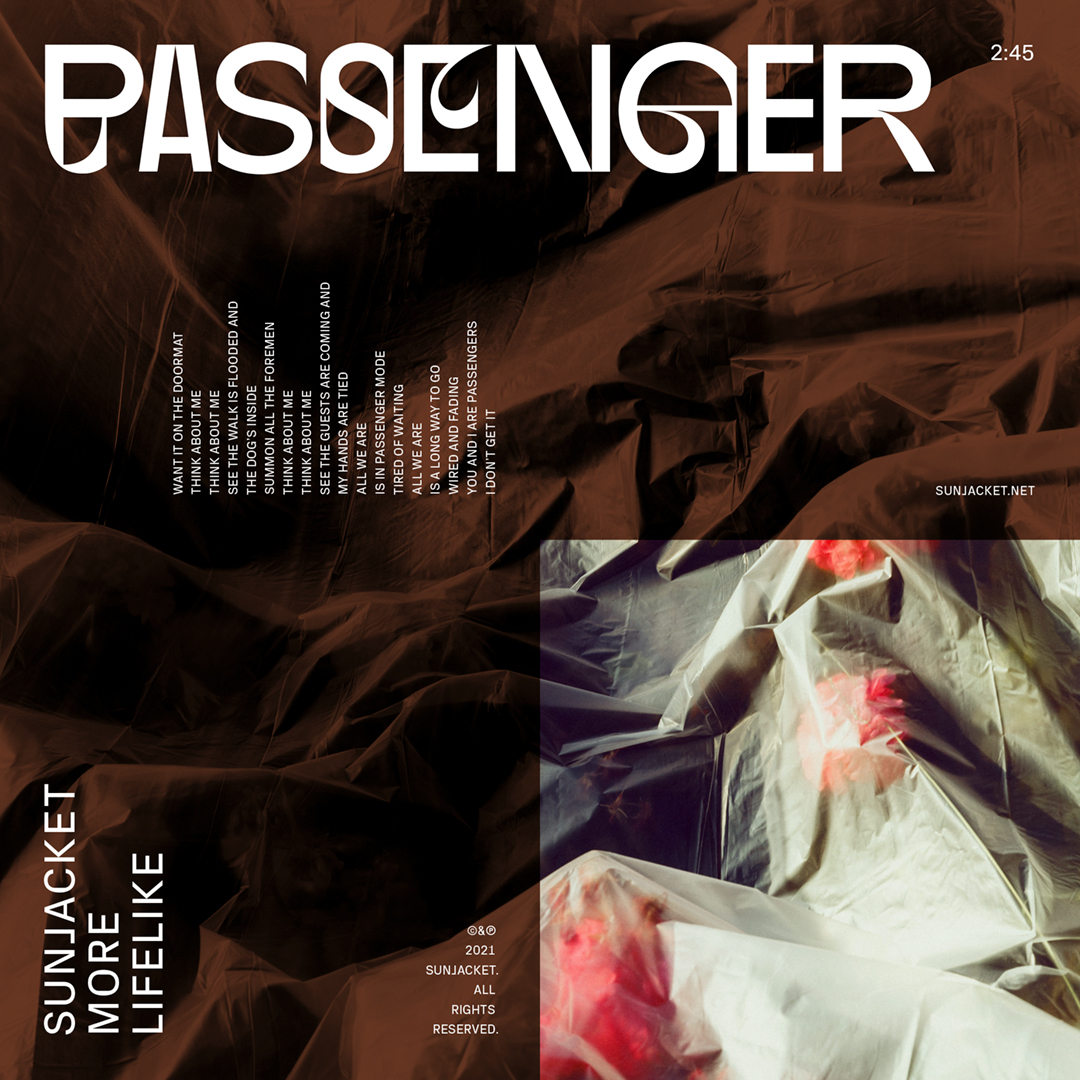 PASSENGER
2:45
WANT IT ON THE DOORMAT
THINK ABOUT ME
THINK ABOUT ME
SEE THE WALK IS FLOODED AND
THE DOG'S INSIDE
SUMMON ALL THE FOREMEN
THINK ABOUT ME
THINK ABOUT ME
SEE THE GUESTS ARE COMING AND
MY HANDS ARE TIED
ALL WE ARE
IS IN PASSENGER MODE
TIRED OF WAITING
ALL WE ARE
IS A LONG WAY TO GO
WIRED AND FADING
YOU AND I ARE PASSENGERS
I DON'T GET IT
SUNJACKET.NET
SUNJACKET
MORE
LIFELIKE
©&℗
2021
SUNJACKET.
ALL
RIGHTS
RESERVED.